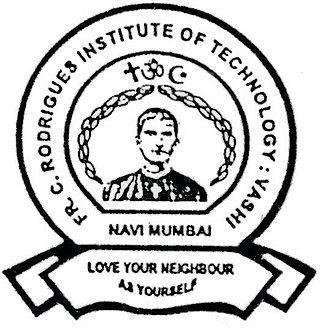 FR. C. RODRIGUES INSTITUTE OF TECHNOLOGY : VASHI
ॐ
NAVI MUMBAI
LOVE YOUR NEIGHBOUR
AS YOURSELF